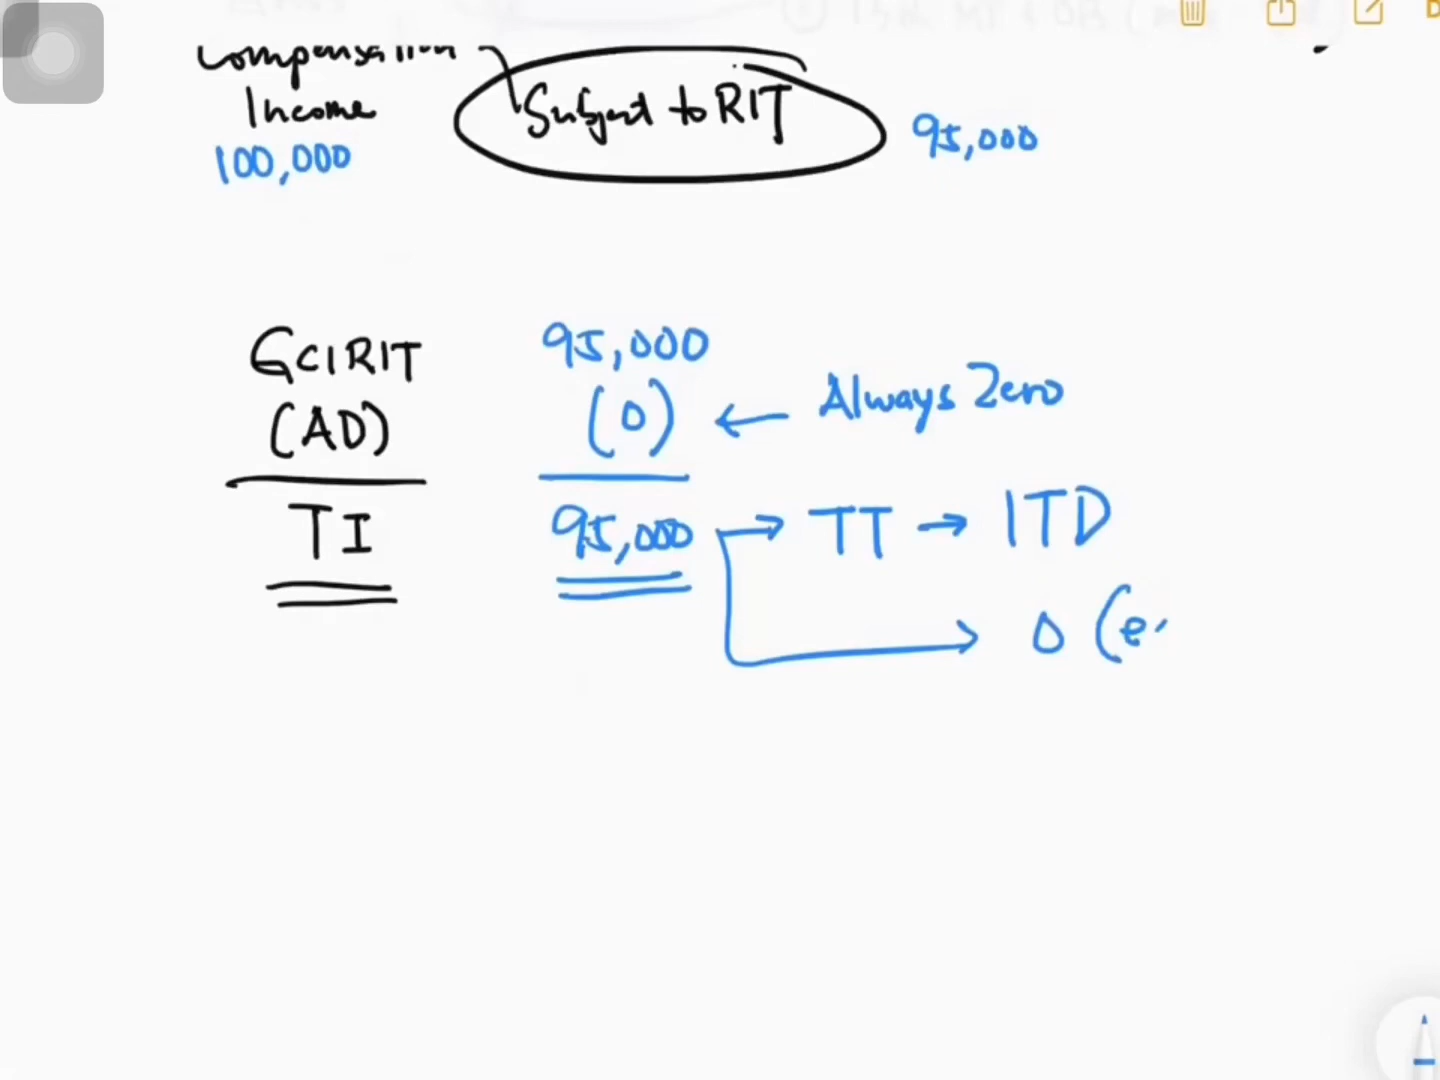 Compensation
Income
100,000
Subject to RIT
95,000
GCIRIT 95,000
(AD) (0) ← Always Zero
TI 95,000 → TT → ITD
→ 0 (e